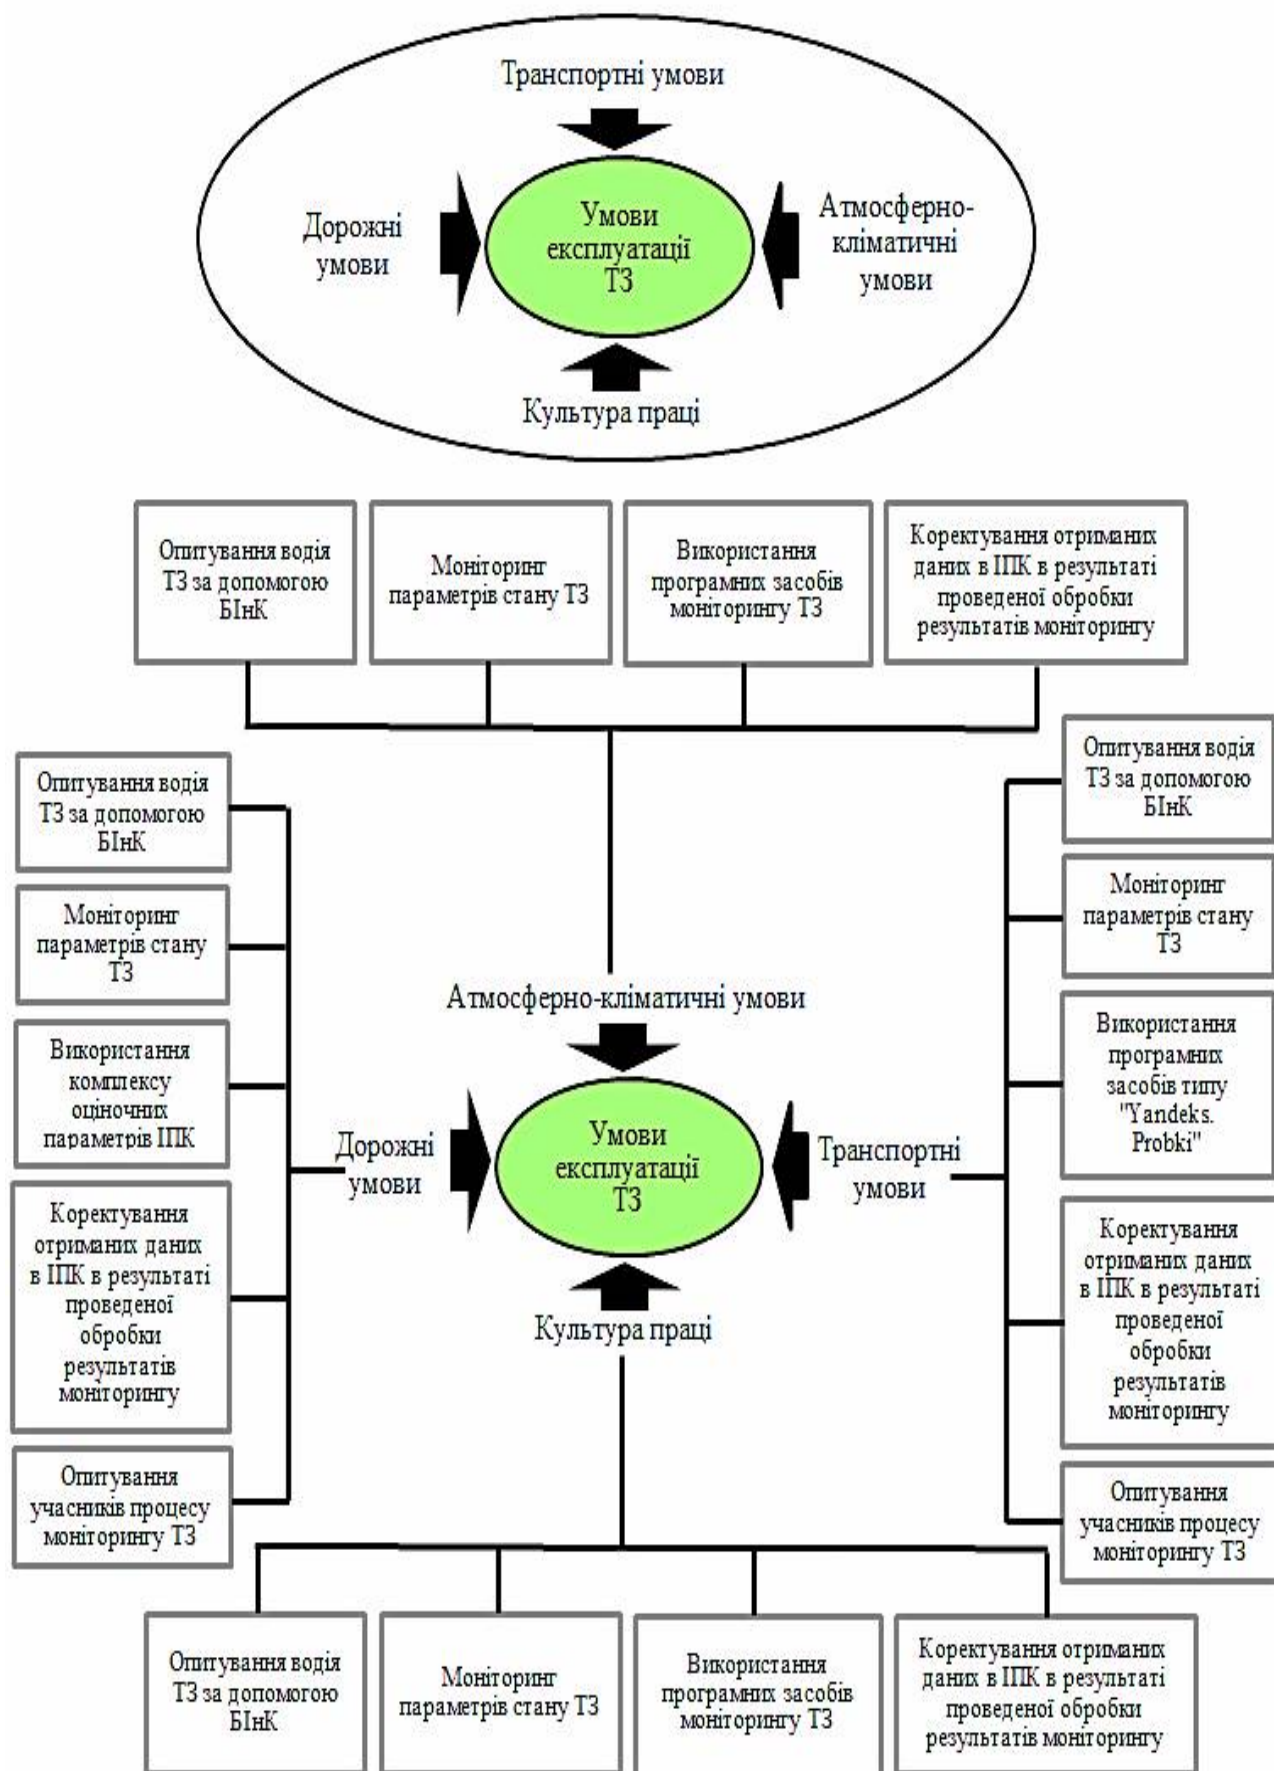 Транспортні умови
Дорожні
умови
Умови
експлуатації
ТЗ
Атмосферно-
кліматичні
умови
Культура праці
Опитування водія
ТЗ за допомогою
БІнК
Моніторинг
параметрів стану ТЗ
Використання
програмних засобів
моніторингу ТЗ
Коректування отриманих
даних в ІПК в результаті
проведеної обробки
результатів моніторингу
Опитування водія
ТЗ за допомогою
БІнК
Моніторинг
параметрів стану
ТЗ
Використання
комплексу
оціночних
параметрів ІПК
Коректування
отриманих даних
в ІПК в результаті
проведеної
обробки
результатів
моніторингу
Опитування
учасників процесу
моніторингу ТЗ
Атмосферно-кліматичні умови
Дорожні
умови
Умови
експлуатації
ТЗ
Транспортні
умови
Культура праці
Опитування водія
ТЗ за допомогою
БІнК
Моніторинг
параметрів стану
ТЗ
Використання
програмних
засобів типу
"Yandeks.
Probki"
Коректування
отриманих даних
в ІПК в результаті
проведеної
обробки
результатів
моніторингу
Опитування
учасників процесу
моніторингу ТЗ
Опитування водія
ТЗ за допомогою
БІнК
Моніторинг
параметрів стану ТЗ
Використання
програмних засобів
моніторингу ТЗ
Коректування отриманих
даних в ІПК в результаті
проведеної обробки
результатів моніторингу